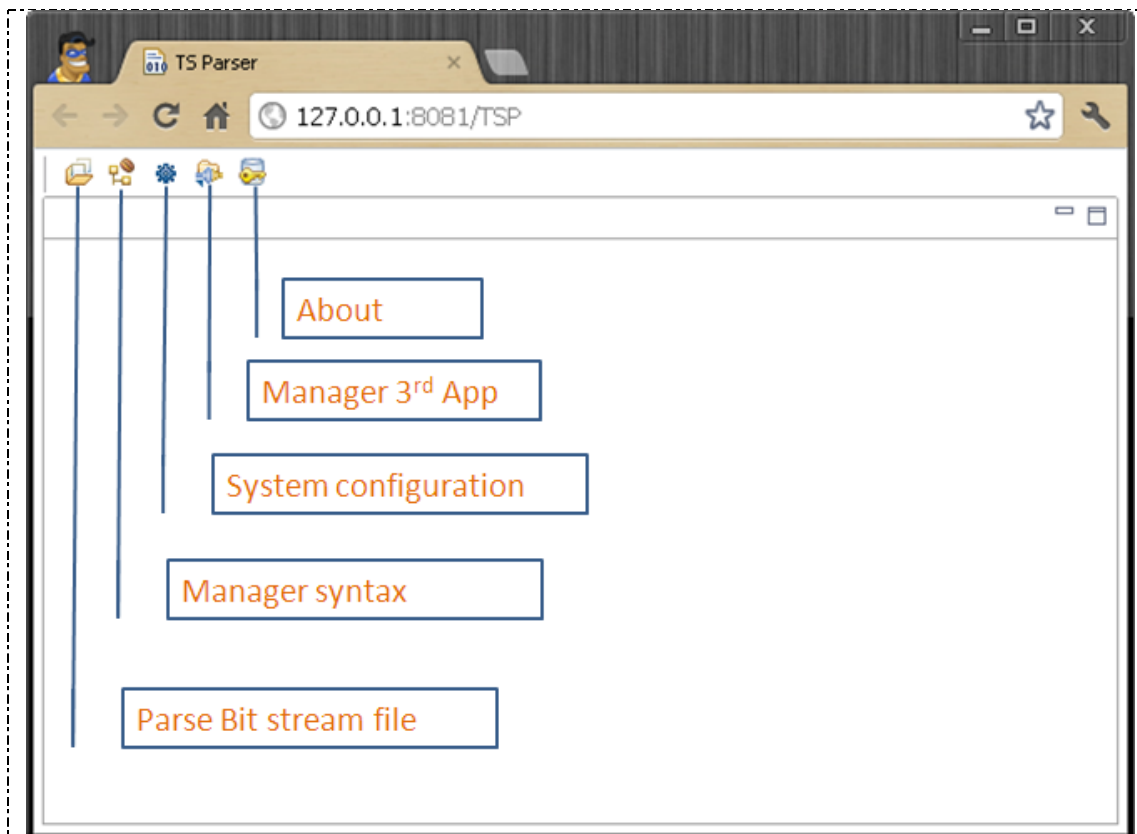 TS Parser
127.0.0.1:8081/TSP
About
Manager 3rd App
System configuration
Manager syntax
Parse Bit stream file